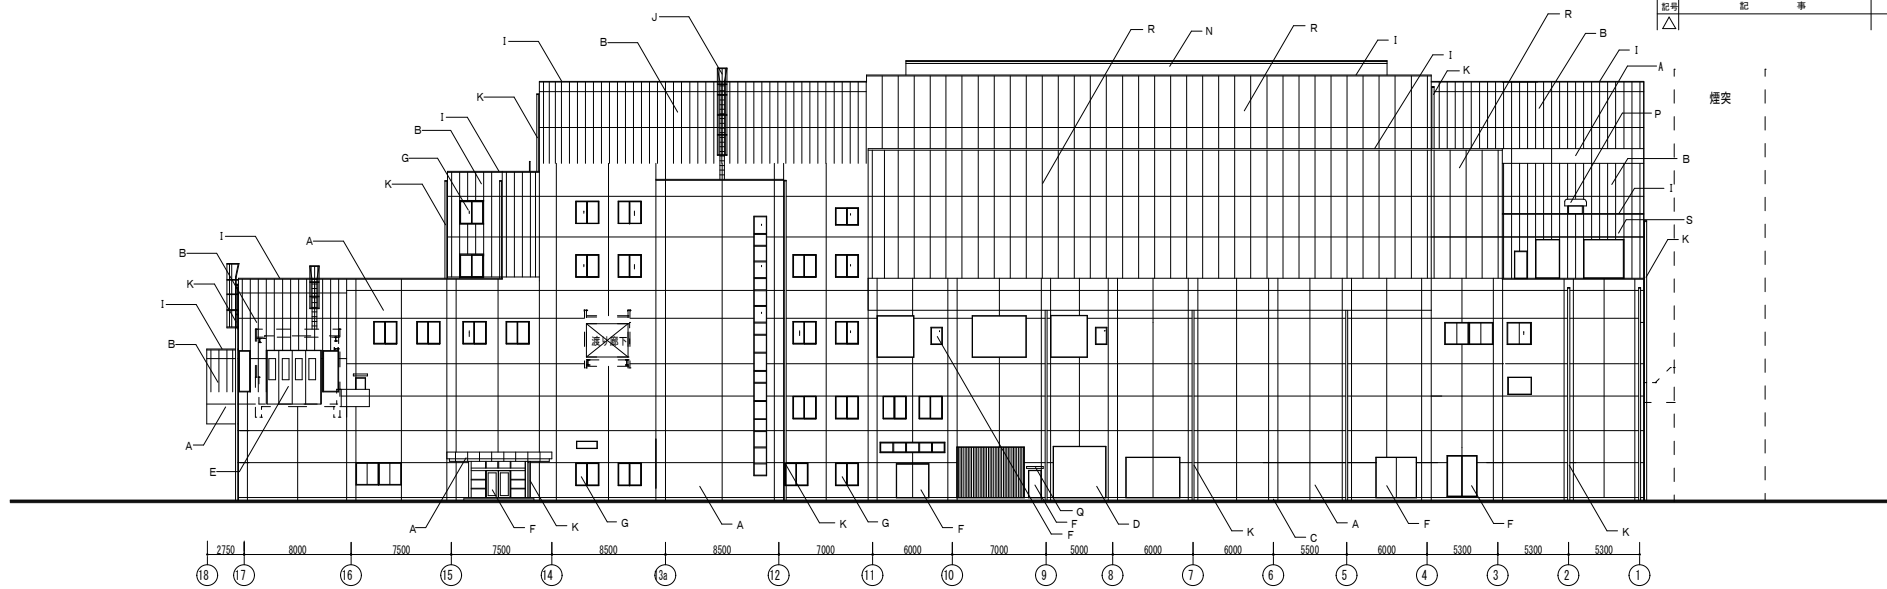 記号 記 事
J
R
I
B
R
N
R
I
B
I
I
K
A
K
煙突
P
I
B
G
B
K
I
I
A
S
B
K
K
I
渡り廊下
B
A
E
A
F
K
G
A
K
G
F
Q
F
F
D
K
C
A
F
F
K
2750 8000 7500 7500 8500 8500 7000 6000 7000 5000 6000 6000 5500 6000 5300 5300 5300
18 17 16 15 14 13a 12 11 10 9 8 7 6 5 4 3 2 1